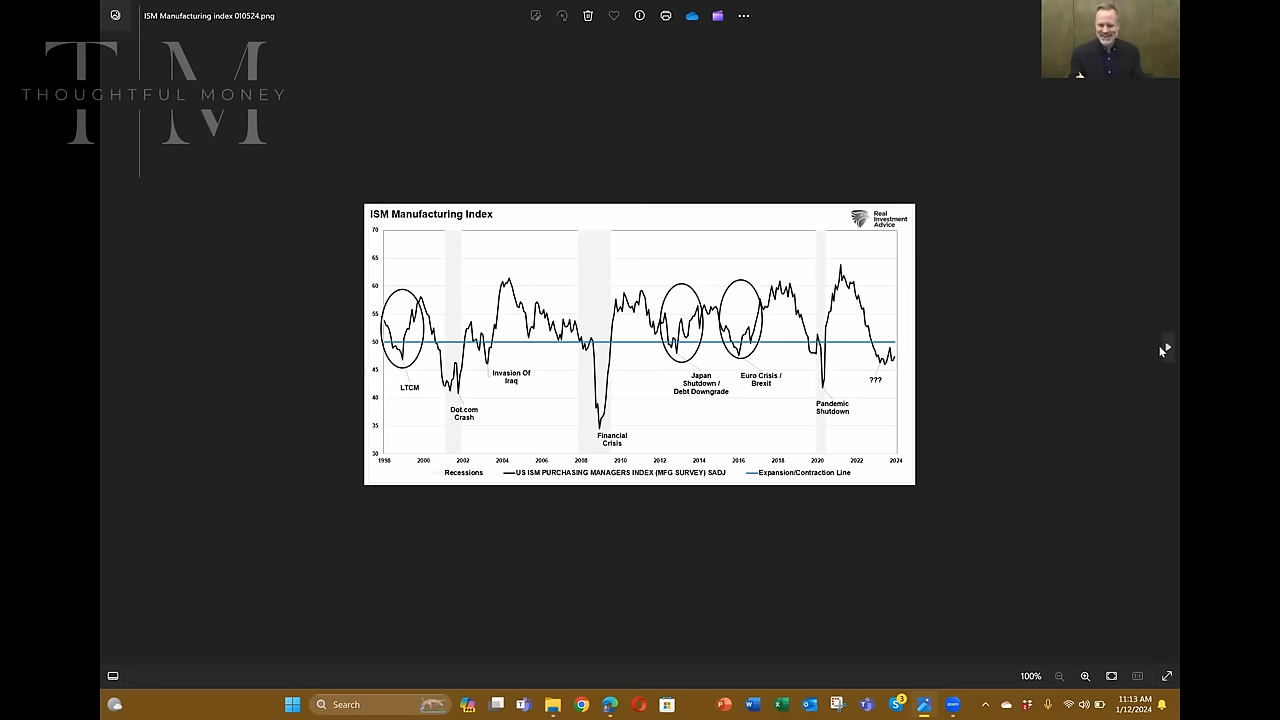 ISM Manufacturing index 010524.png
TM
THOUGHTFUL MONEY
ISM Manufacturing Index
Real
Investment
Advice
70
65
60
55
50
45
40
35
30
LTCM
Dot.com
Crash
Invasion Of
Iraq
Financial
Crisis
Japan
Shutdown /
Debt Downgrade
Euro Crisis /
Brexit
Pandemic
Shutdown
???
1998 2000 2002 2004 2006 2008 2010 2012 2014 2016 2018 2020 2022 2024
Recessions US ISM PURCHASING MANAGERS INDEX (MFG SURVEY) SADJ Expansion/Contraction Line
100%
Search
3
11:13 AM
1/12/2024